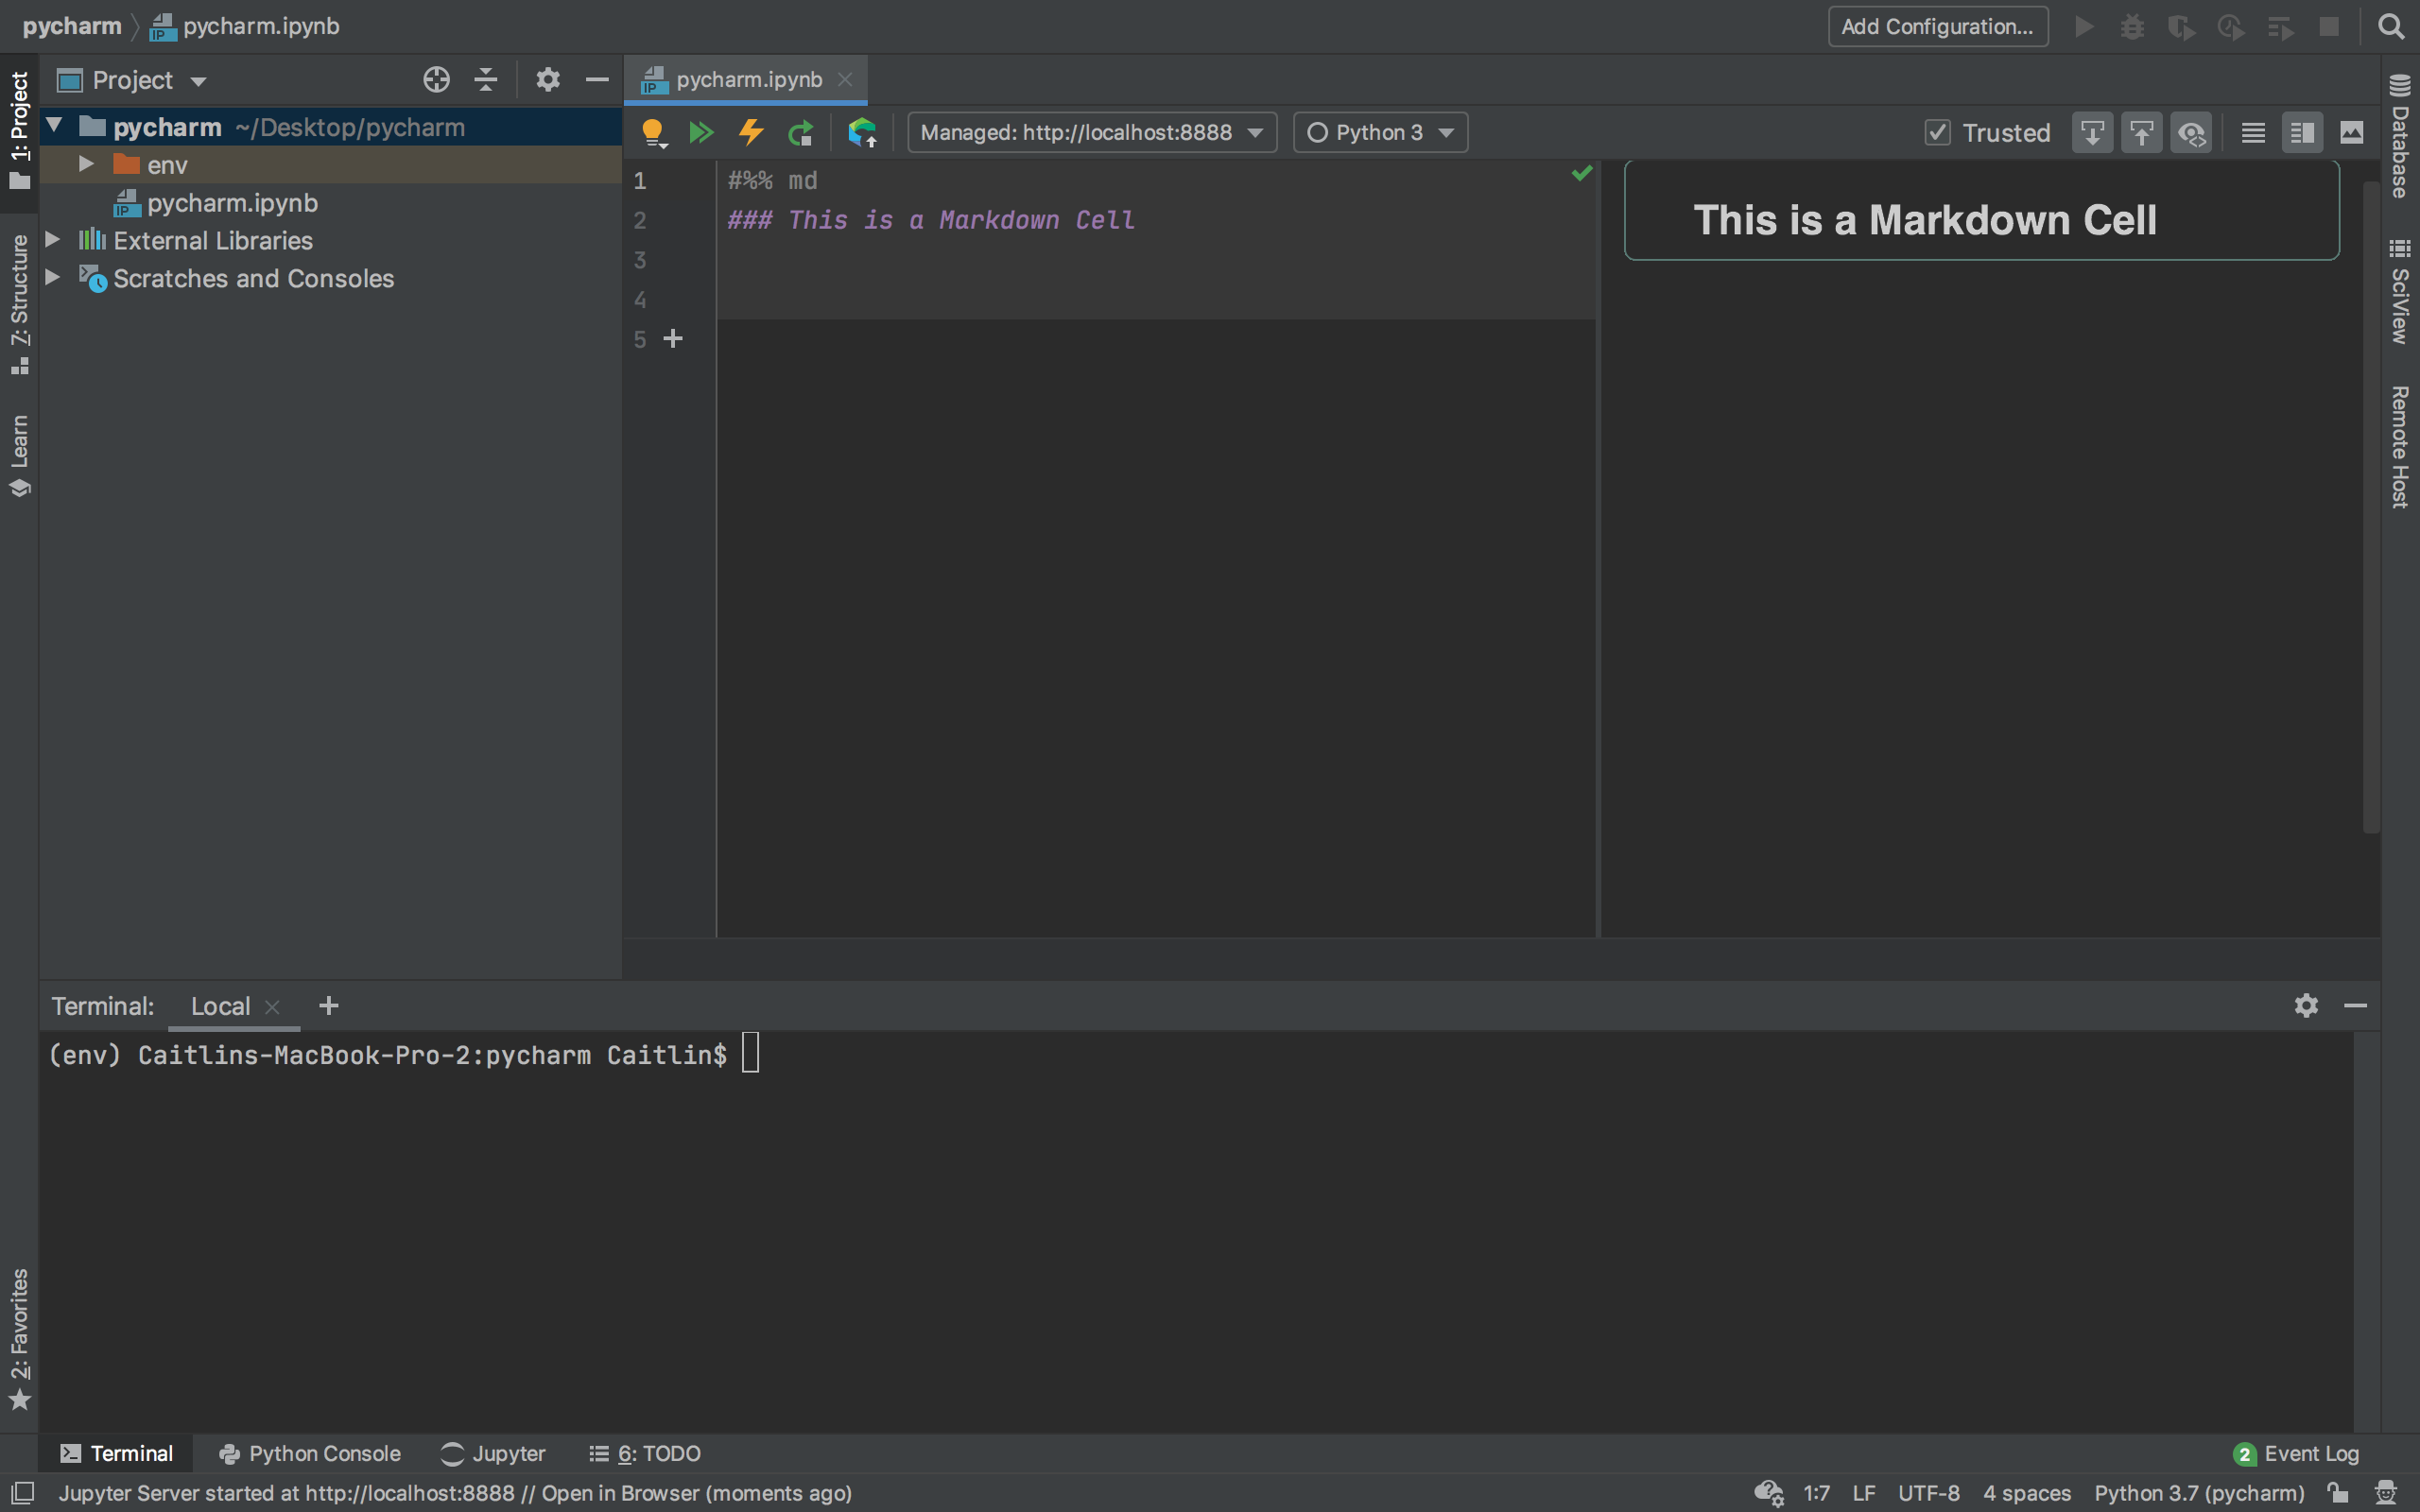 pycharm pycharm.ipynb
Add Configuration...
1: Project
7: Structure
Learn
2: Favorites
Project
pycharm ~/Desktop/pycharm
env
pycharm.ipynb
External Libraries
Scratches and Consoles
pycharm.ipynb
Managed: http://localhost:8888 Python 3 Trusted
1 #%% md
2 ### This is a Markdown Cell
3
4
5
This is a Markdown Cell
Database
SciView
Remote Host
Terminal: Local
(env) Caitlins-MacBook-Pro-2:pycharm Caitlin$
Terminal Python Console Jupyter 6: TODO 2 Event Log
Jupyter Server started at http://localhost:8888 // Open in Browser (moments ago) 1:7 LF UTF-8 4 spaces Python 3.7 (pycharm)